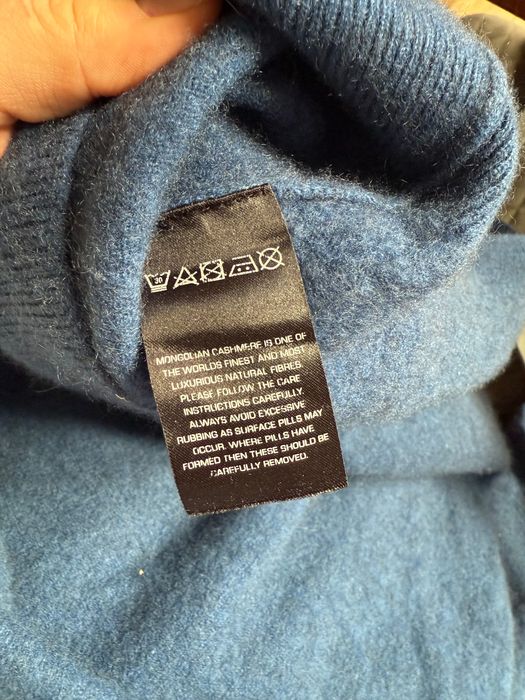 30
MONGOLIAN CASHMERE IS ONE OF
THE WORLDS FINEST AND MOST
LUXURIOUS NATURAL FIBRES.
PLEASE FOLLOW THE CARE
INSTRUCTIONS CAREFULLY.
ALWAYS AVOID EXCESSIVE
RUBBING AS SURFACE PILLS MAY
OCCUR. WHERE PILLS HAVE
FORMED THEN THESE SHOULD BE
CAREFULLY REMOVED.